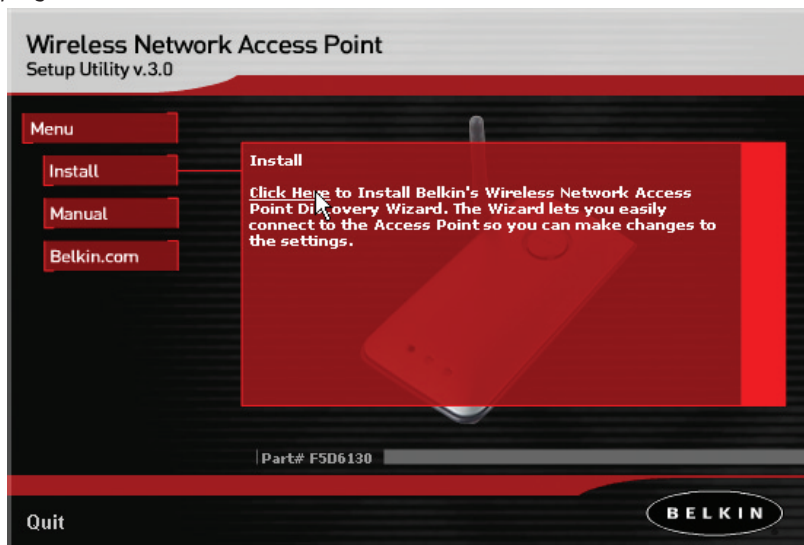 Wireless Network Access Point
Setup Utility v.3.0
Menu
Install
Manual
Belkin.com
Install
Click Here to Install Belkin's Wireless Network Access
Point Discovery Wizard. The Wizard lets you easily
connect to the Access Point so you can make changes to
the settings.
Part# F5D6130
Quit
BELKIN